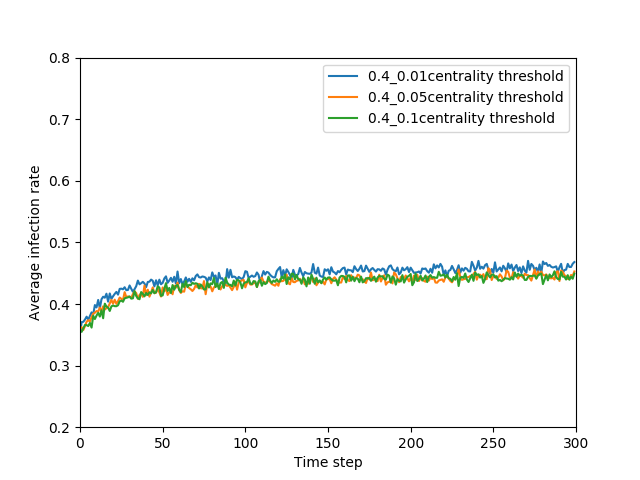 0.8
0.7
0.6
0.5
0.4
0.3
0.2
Average infection rate
0.4_0.01centrality threshold
0.4_0.05centrality threshold
0.4_0.1centrality threshold
0 50 100 150 200 250 300
Time step